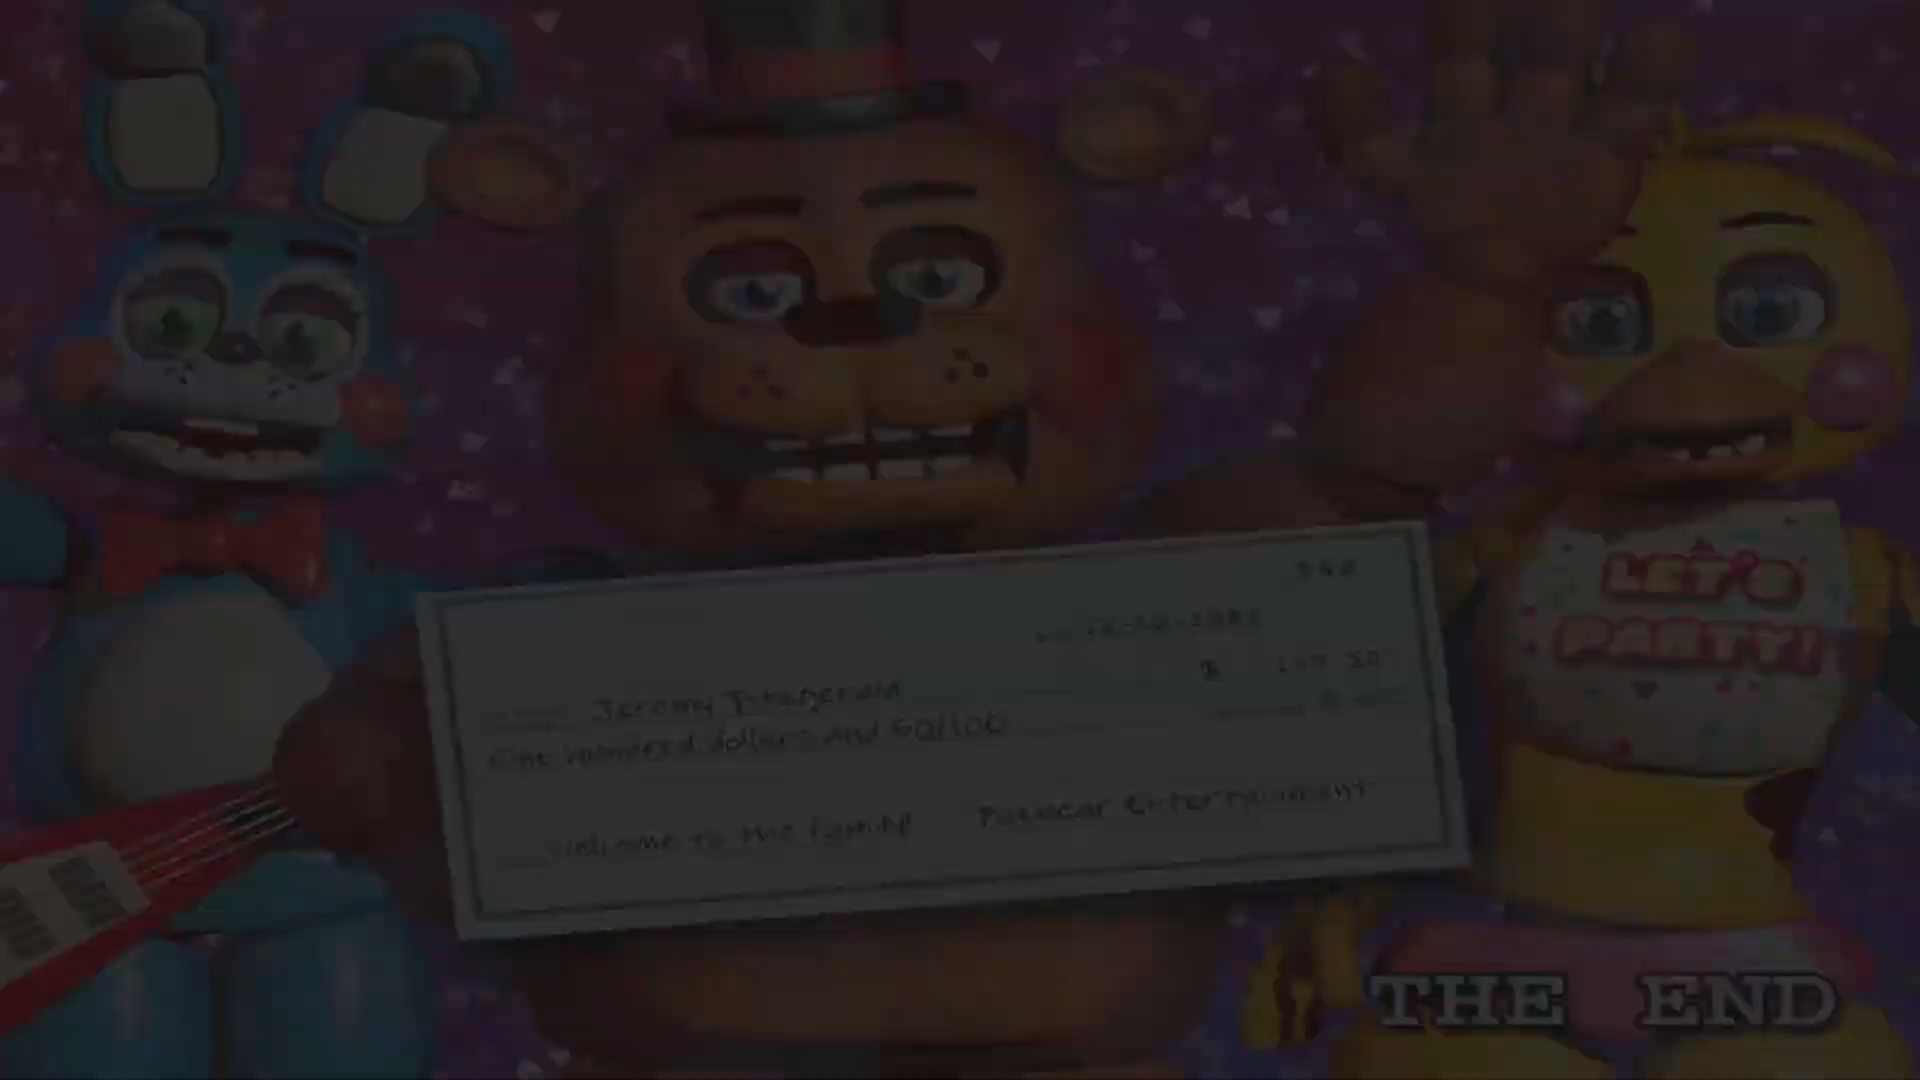 LET'S
PARTY!
$
Jeremy Fitzgerald
One hundred dollars and 50/100
Welcome to the family Fazbear Entertainment
THE END